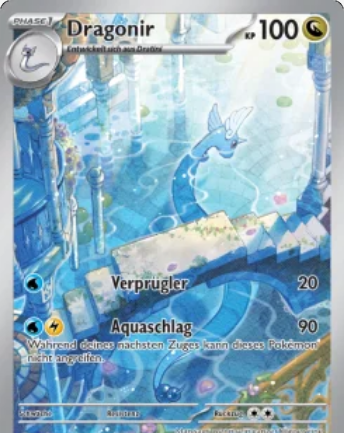 PHASE 1
Dragonir
KP 100
Entwickelt sich aus Dratini
Verprügler 20
Aquaschlag 90
Während deines nächsten Zuges kann dieses Pokémon
nicht angreifen.
Schwäche Resistenz Rückzug